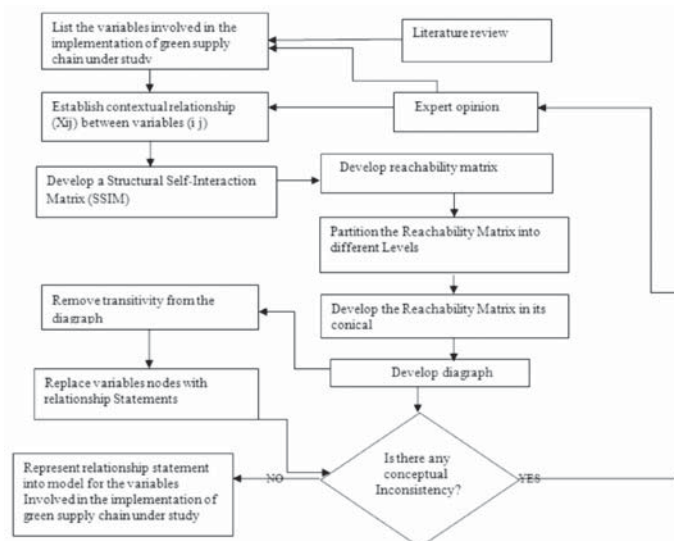 List the variables involved in the
implementation of green supply
chain under study
Literature review
Establish contextual relationship
(Xij) between variables (i j)
Expert opinion
Develop a Structural Self-Interaction
Matrix (SSIM)
Develop reachability matrix
Partition the Reachability Matrix into
different Levels
Develop the Reachability Matrix in its
conical
Develop diagraph
Remove transitivity from the
diagraph
Replace variables nodes with
relationship Statements
Is there any
conceptual
Inconsistency?
NO
YES
Represent relationship statement
into model for the variables
Involved in the implementation of
green supply chain under study